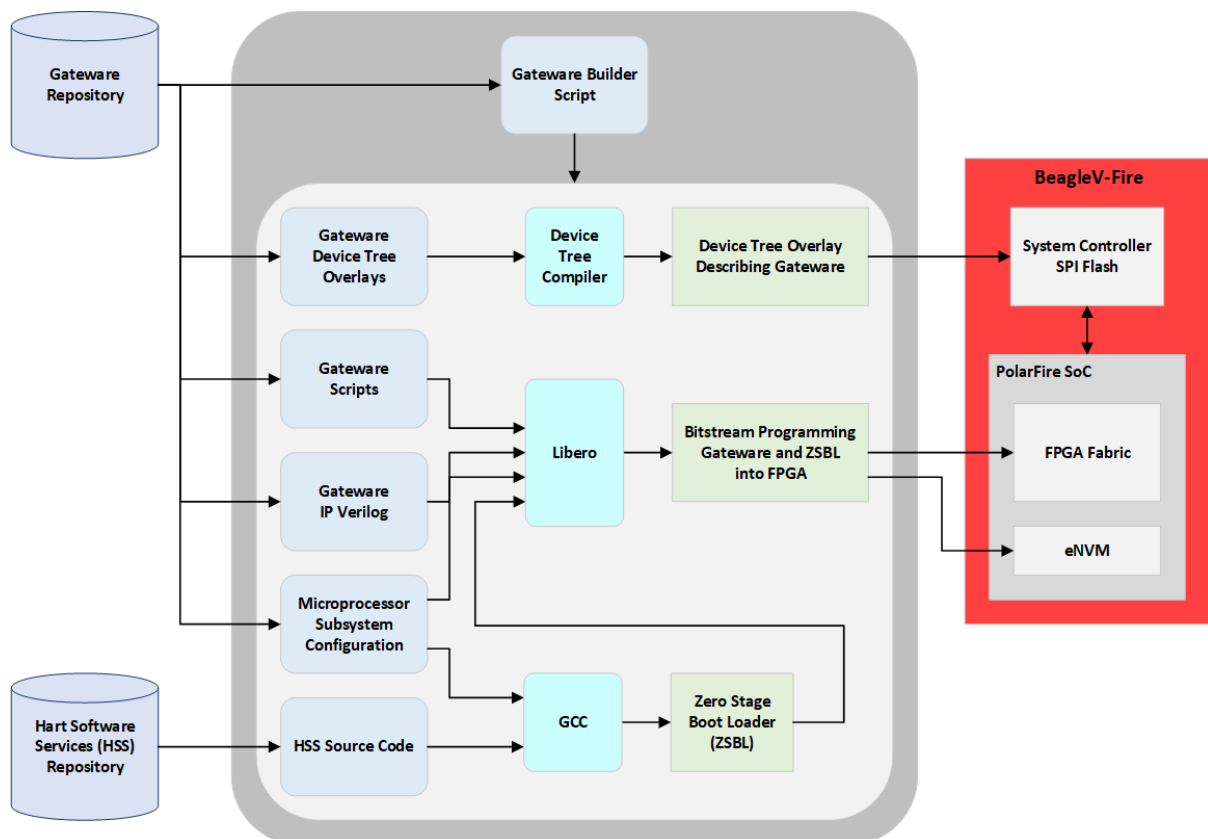 Gateware
Repository
Gateware Builder
Script
BeagleV-Fire
Gateware
Device Tree
Overlays
Device
Tree
Compiler
Device Tree Overlay
Describing Gateware
System Controller
SPI Flash
Gateware
Scripts
PolarFire SoC
Libero
Bitstream Programming
Gateware and ZSBL
into FPGA
FPGA Fabric
Gateware
IP Verilog
eNVM
Microprocessor
Subsystem
Configuration
Hart Software
Services (HSS)
Repository
HSS Source Code
GCC
Zero Stage
Boot Loader
(ZSBL)